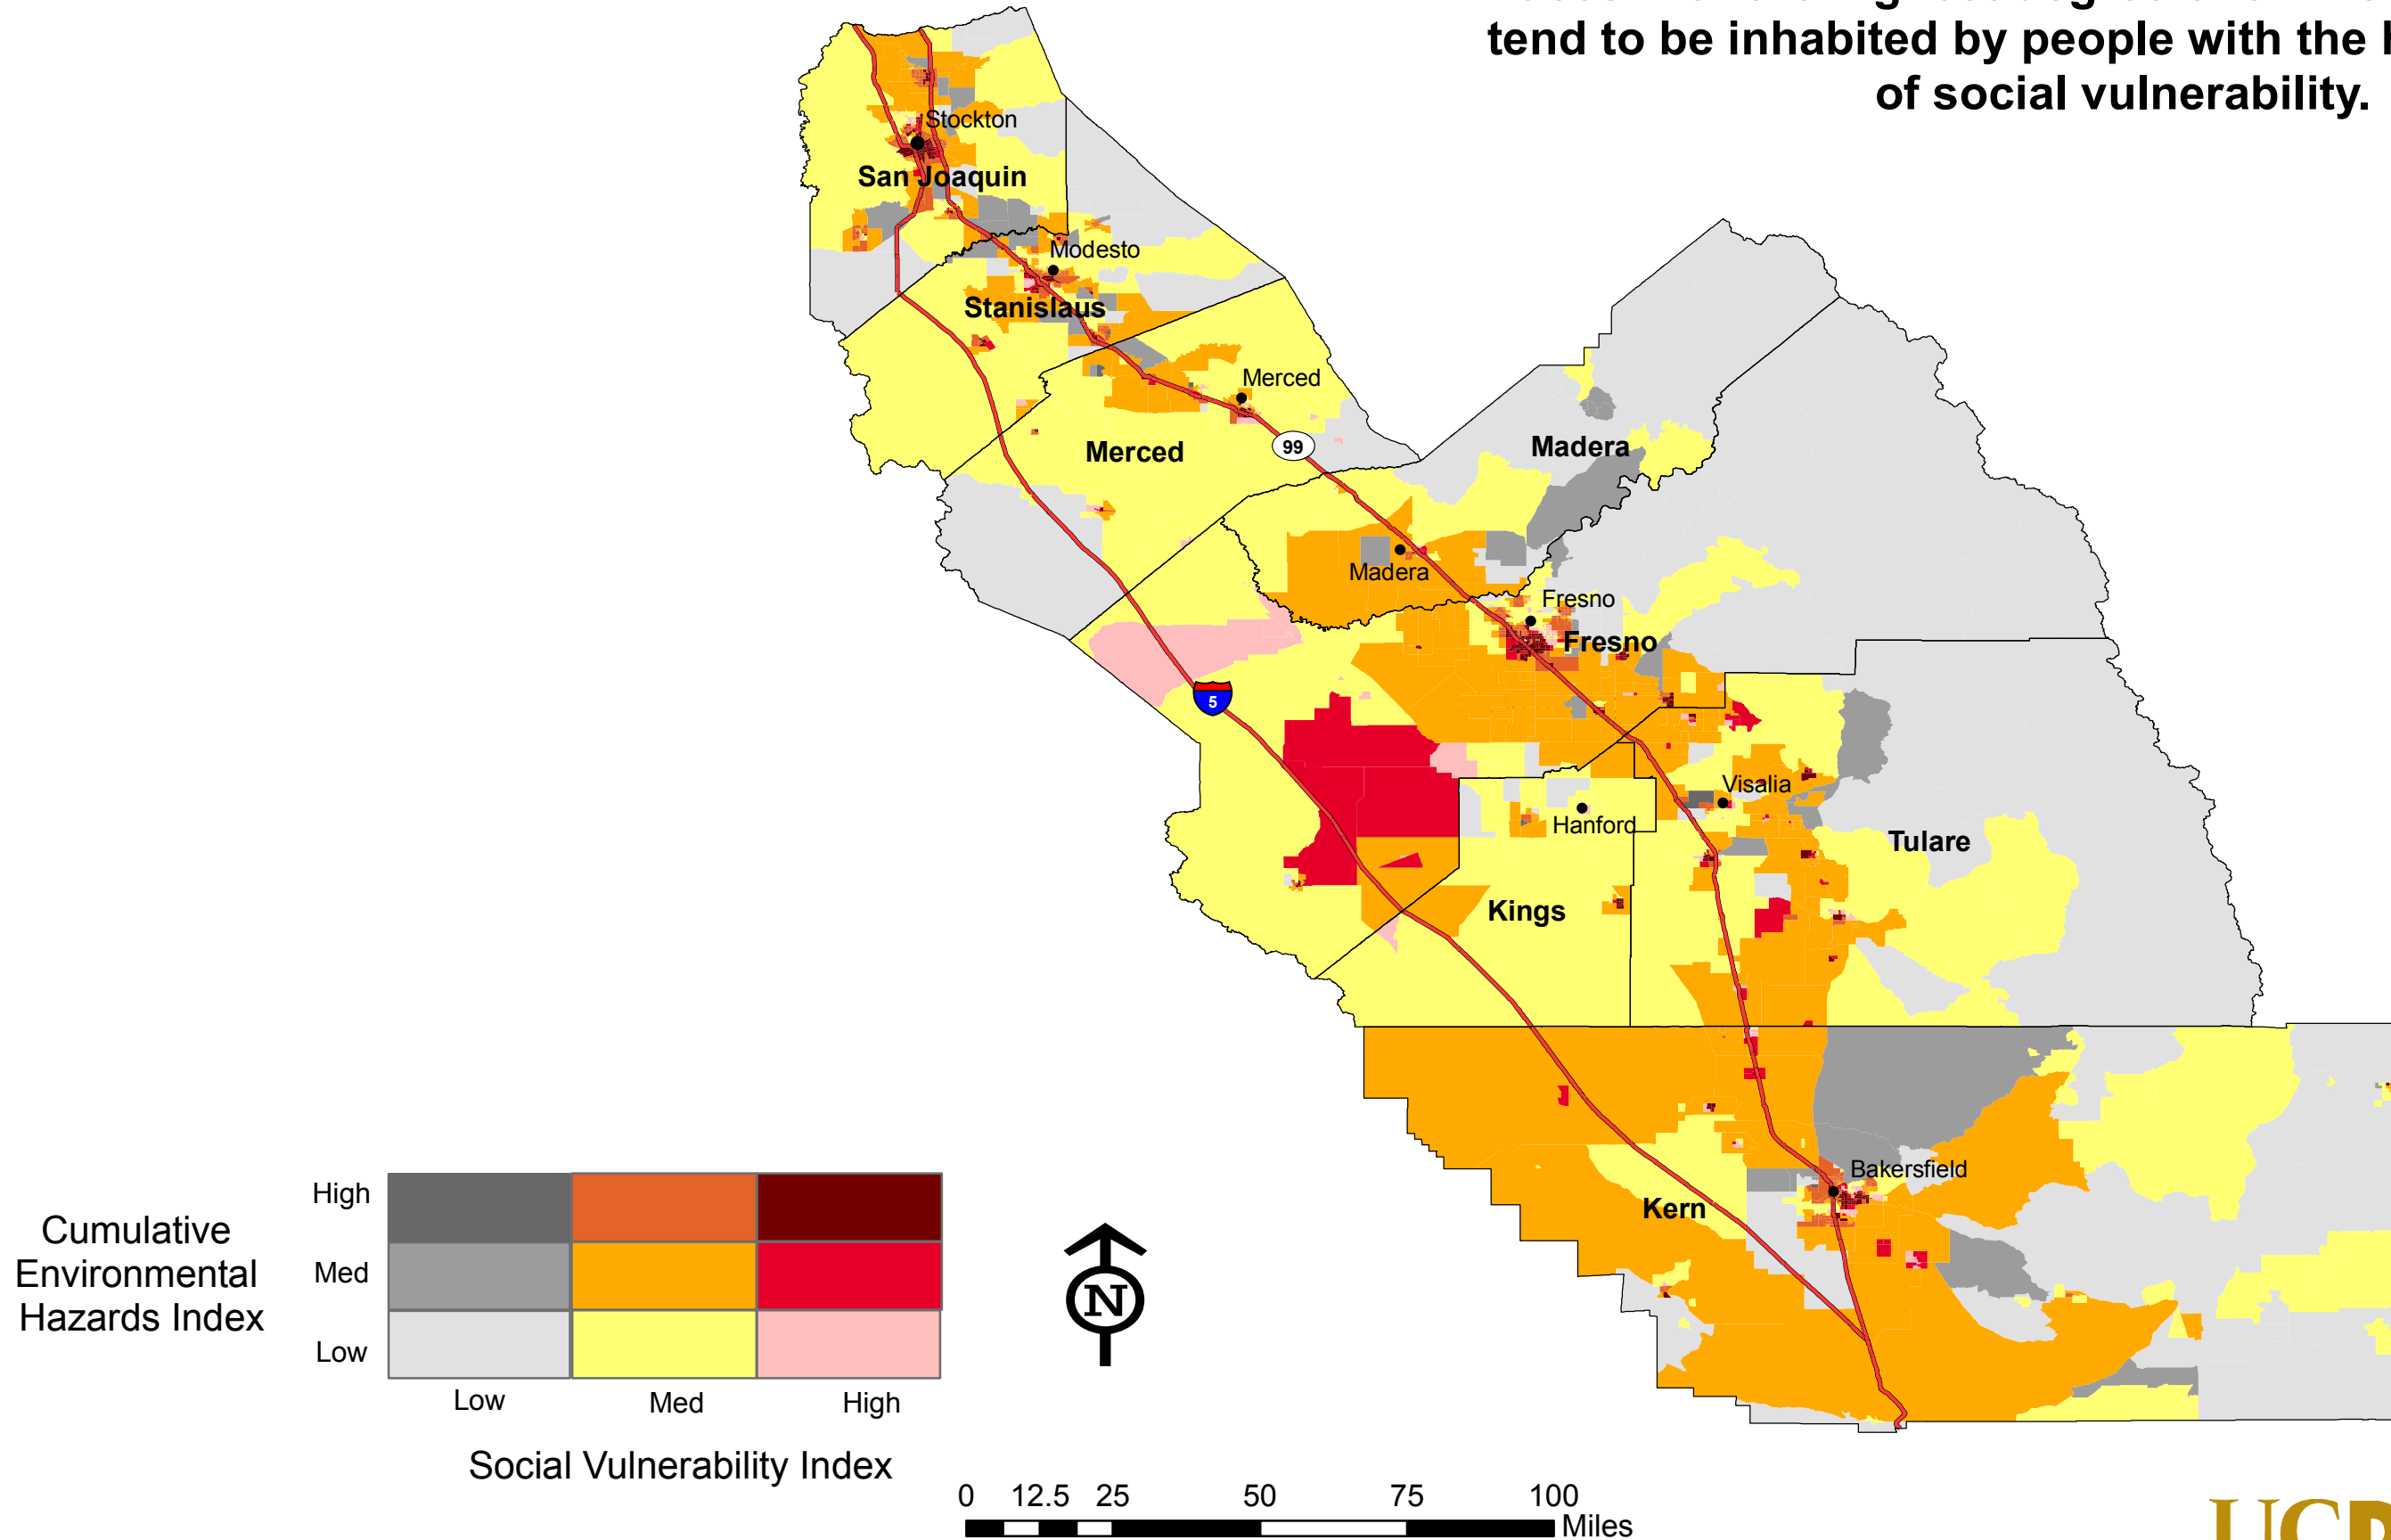 tend to be inhabited by people with the
of social vulnerability.
Stockton
San Joaquin
Modesto
Stanislaus
Merced
Merced
99
Madera
Madera
Fresno
Fresno
5
Visalia
Hanford
Tulare
Kings
Bakersfield
Kern
Cumulative
Environmental
Hazards Index
High
Med
Low
Low Med High
Social Vulnerability Index
N
0 12.5 25 50 75 100
Miles
UC